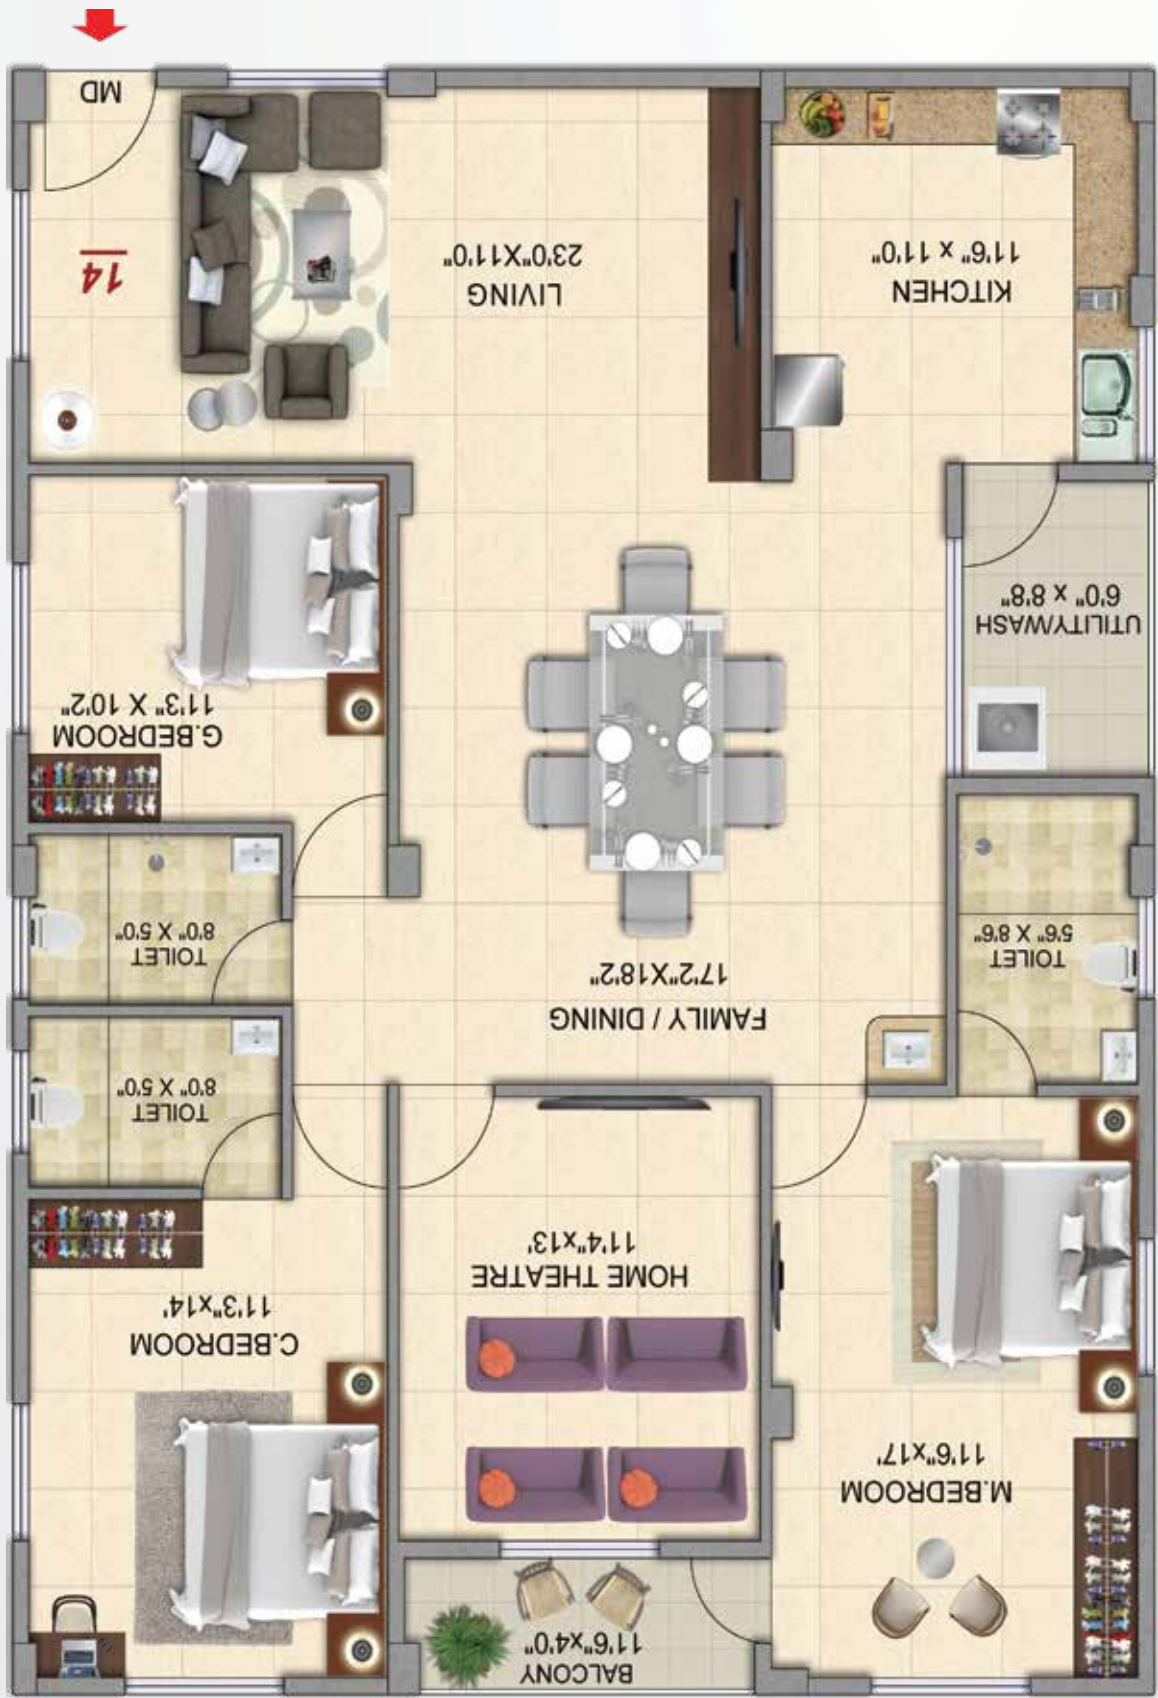 BALCONY
11'6"x4'0"
M.BEDROOM
11'6"x17'
C.BEDROOM
11'3"x14'
HOME THEATRE
11'4"x13'
TOILET
8'0" X 5'0"
FAMILY / DINING
17'2"X18'2"
TOILET
5'6" X 8'6"
TOILET
8'0" X 5'0"
G.BEDROOM
11'3" X 10'2"
UTILITY/WASH
6'0" x 8'8"
KITCHEN
11'6" x 11'0"
LIVING
23'0"X11'0"
14
MD